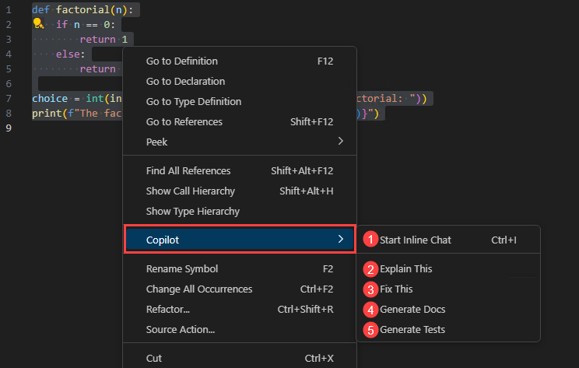 1 def factorial(n):
2 if n == 0:
3 return 1
4 else:
5 return
6
7 choice = int(in ctorial: "))
8 print(f"The fac )}")
9
Go to Definition F12
Go to Declaration
Go to Type Definition
Go to References Shift+F12
Peek >
Find All References Shift+Alt+F12
Show Call Hierarchy Shift+Alt+H
Show Type Hierarchy
Copilot >
1 Start Inline Chat Ctrl+I
2 Explain This
3 Fix This
4 Generate Docs
5 Generate Tests
Rename Symbol F2
Change All Occurrences Ctrl+F2
Refactor... Ctrl+Shift+R
Source Action...
Cut Ctrl+X